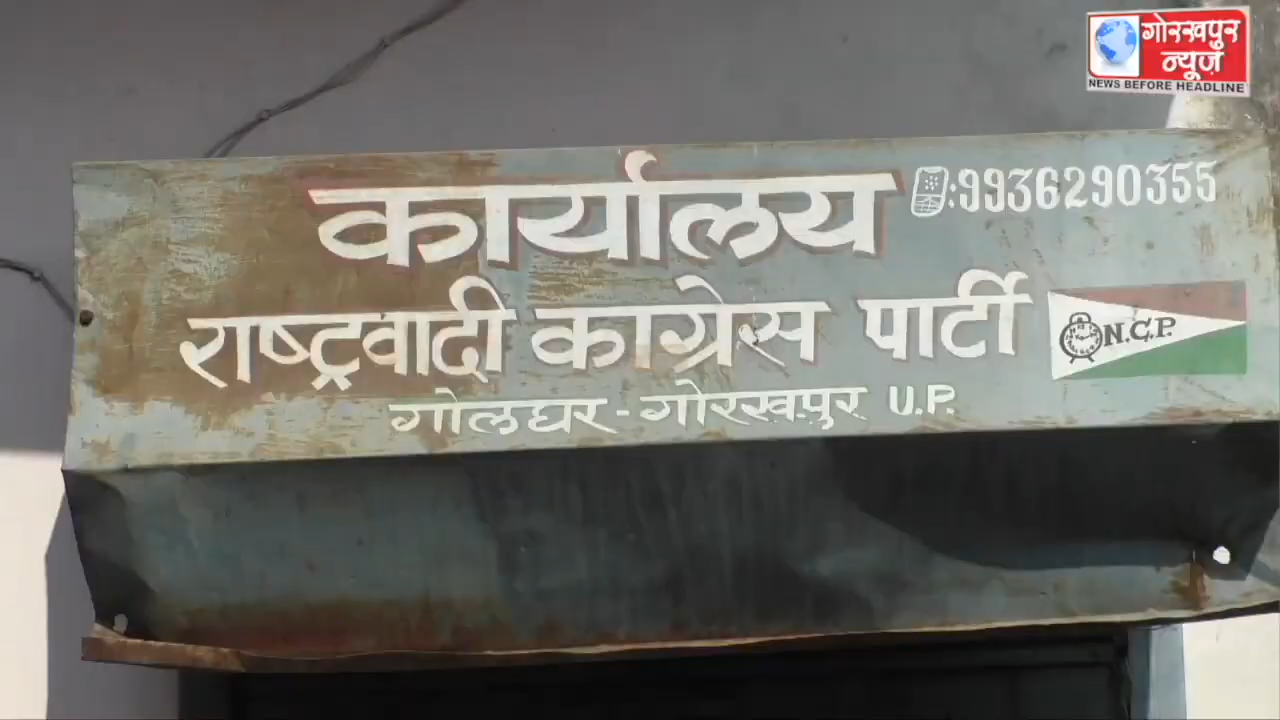 गोरखपुर
न्यूज़
NEWS BEFORE HEADLINE
कार्यालय
:9936290355
राष्ट्रवादी काग्रेस पार्टी
N.C.P.
गोलघर - गोरखपुर U.P.